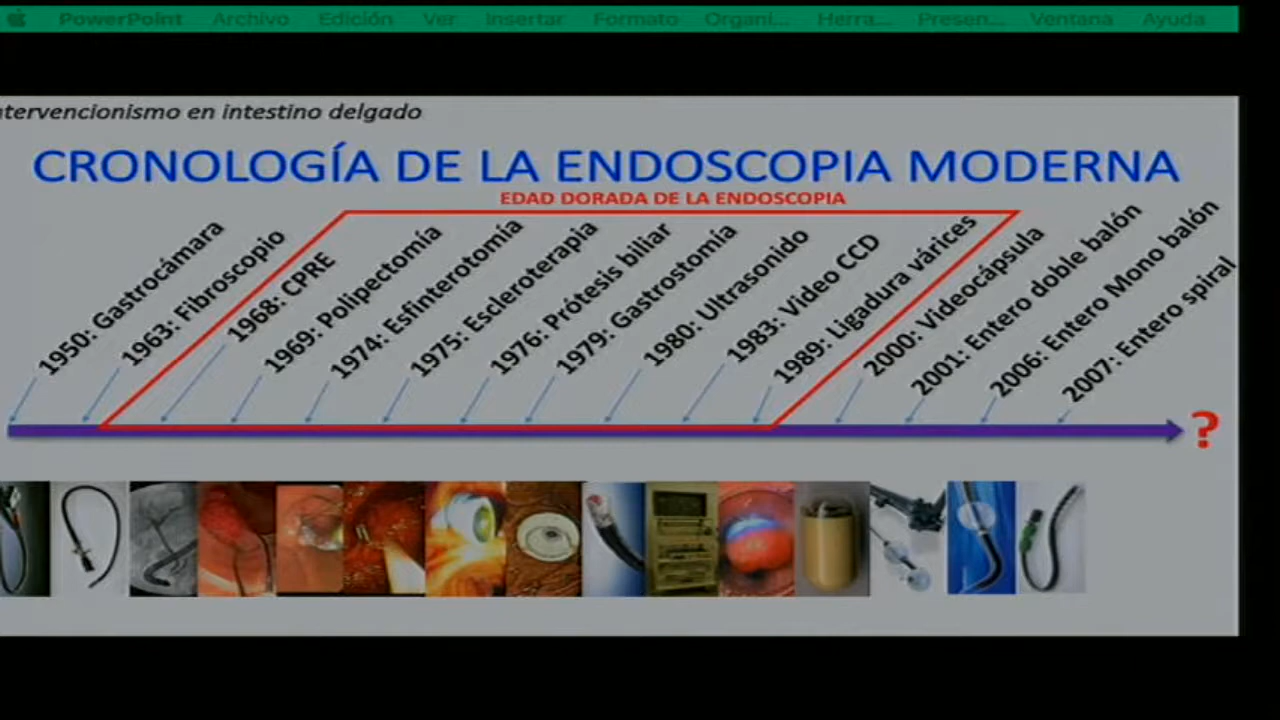 PowerPoint Archivo Edición Ver Insertar Formato Organi... Herra... Presen... Ventana Ayuda
ntervencionismo en intestino delgado
CRONOLOGÍA DE LA ENDOSCOPIA MODERNA
EDAD DORADA DE LA ENDOSCOPIA
1950: Gastrocámara
1963: Fibroscopio
1968: CPRE
1969: Polipectomía
1974: Esfinterotomía
1975: Escleroterapia
1976: Prótesis biliar
1979: Gastrostomía
1980: Ultrasonido
1983: Video CCD
1989: Ligadura várices
2000: Videocápsula
2001: Entero doble balón
2006: Entero Mono balón
2007: Entero spiral
?